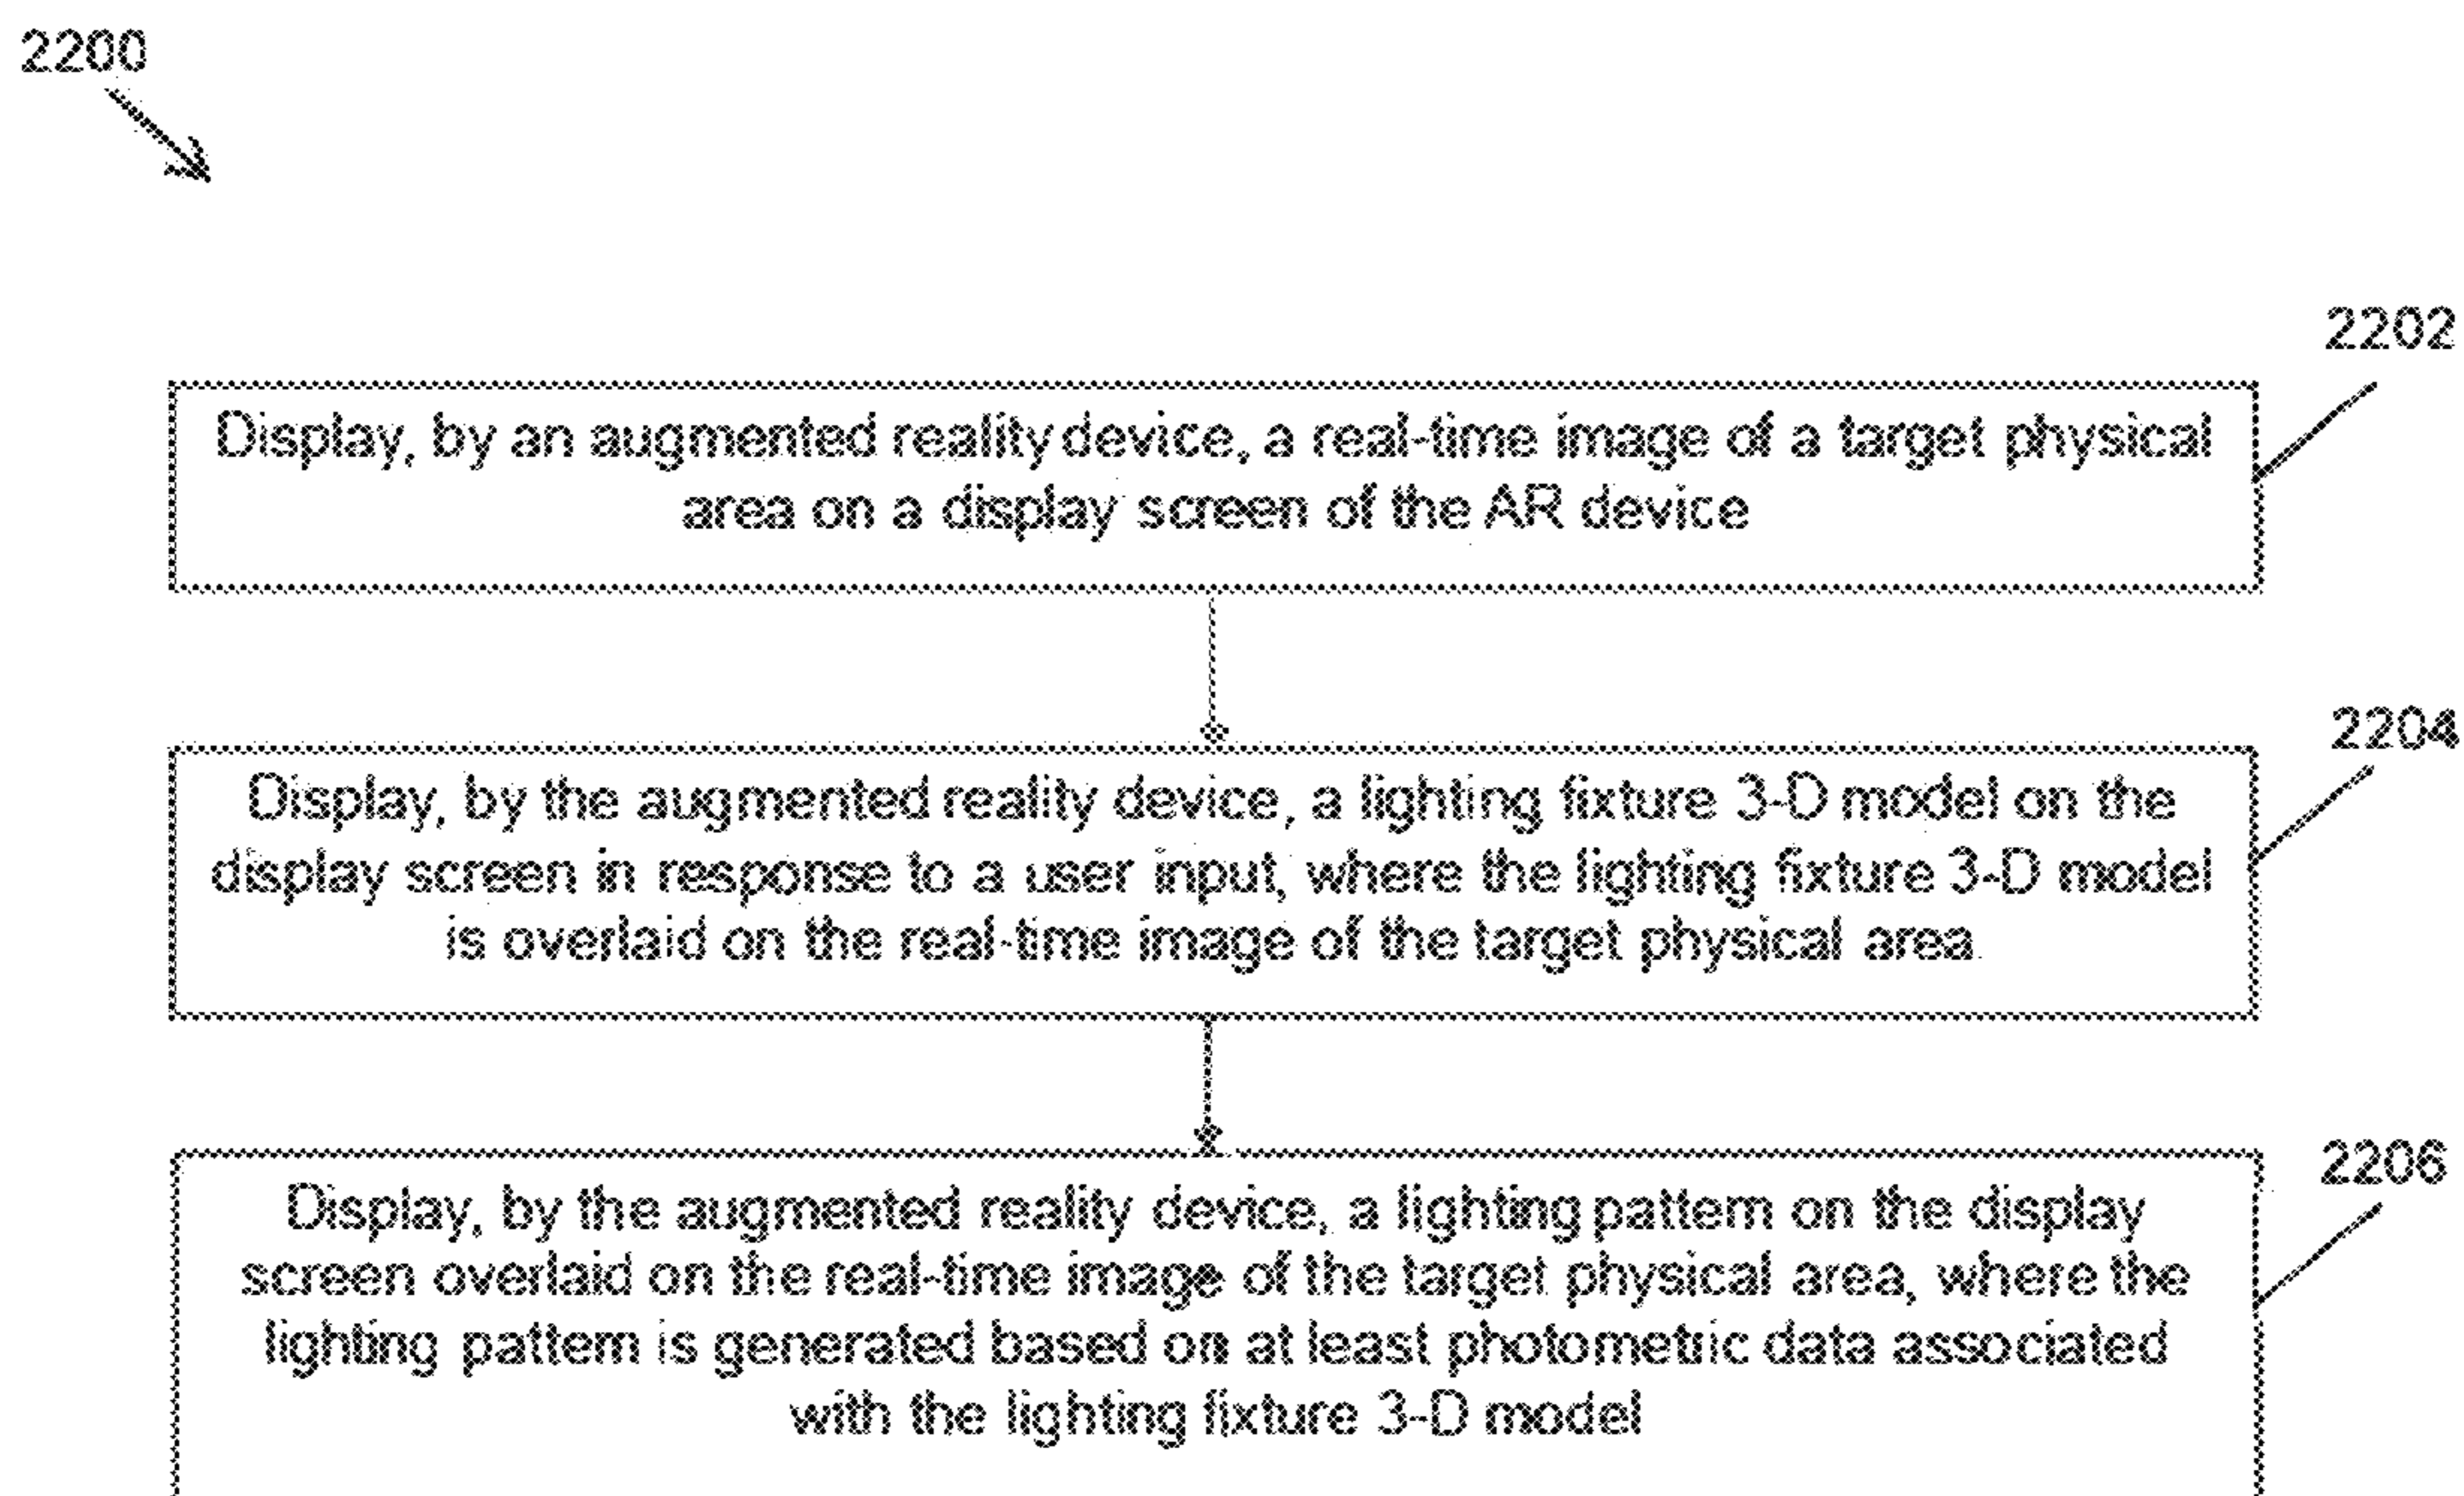 2200
2202
Display, by an augmented reality device, a real-time image of a target physical
area on a display screen of the AR device
2204
Display, by the augmented reality device, a lighting fixture 3-D model on the
display screen in response to a user input, where the lighting fixture 3-D model
is overlaid on the real-time image of the target physical area
2206
Display, by the augmented reality device, a lighting pattern on the display
screen overlaid on the real-time image of the target physical area, where the
lighting pattern is generated based on at least photometric data associated
with the lighting fixture 3-D model